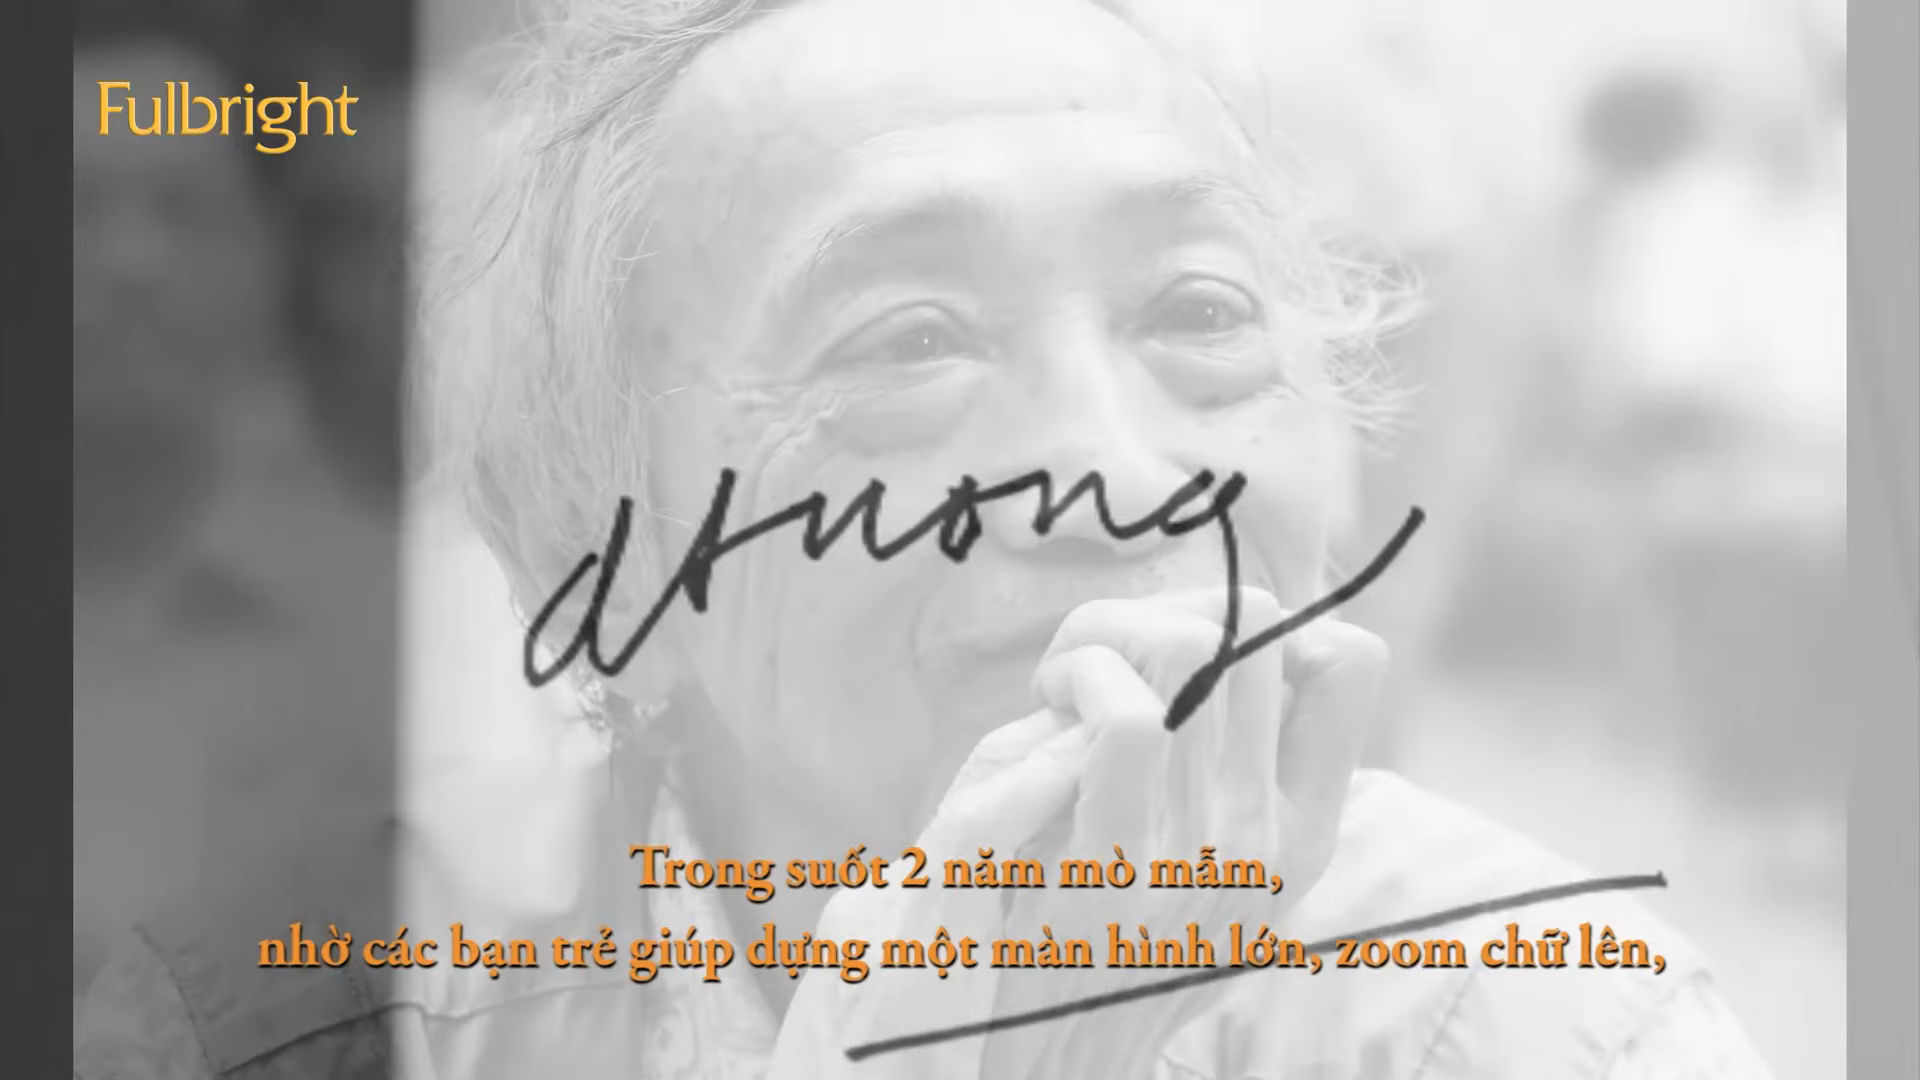 Fulbright
Trong suốt 2 năm mò mẫm,
nhờ các bạn trẻ giúp dựng một màn hình lớn, zoom chữ lên,